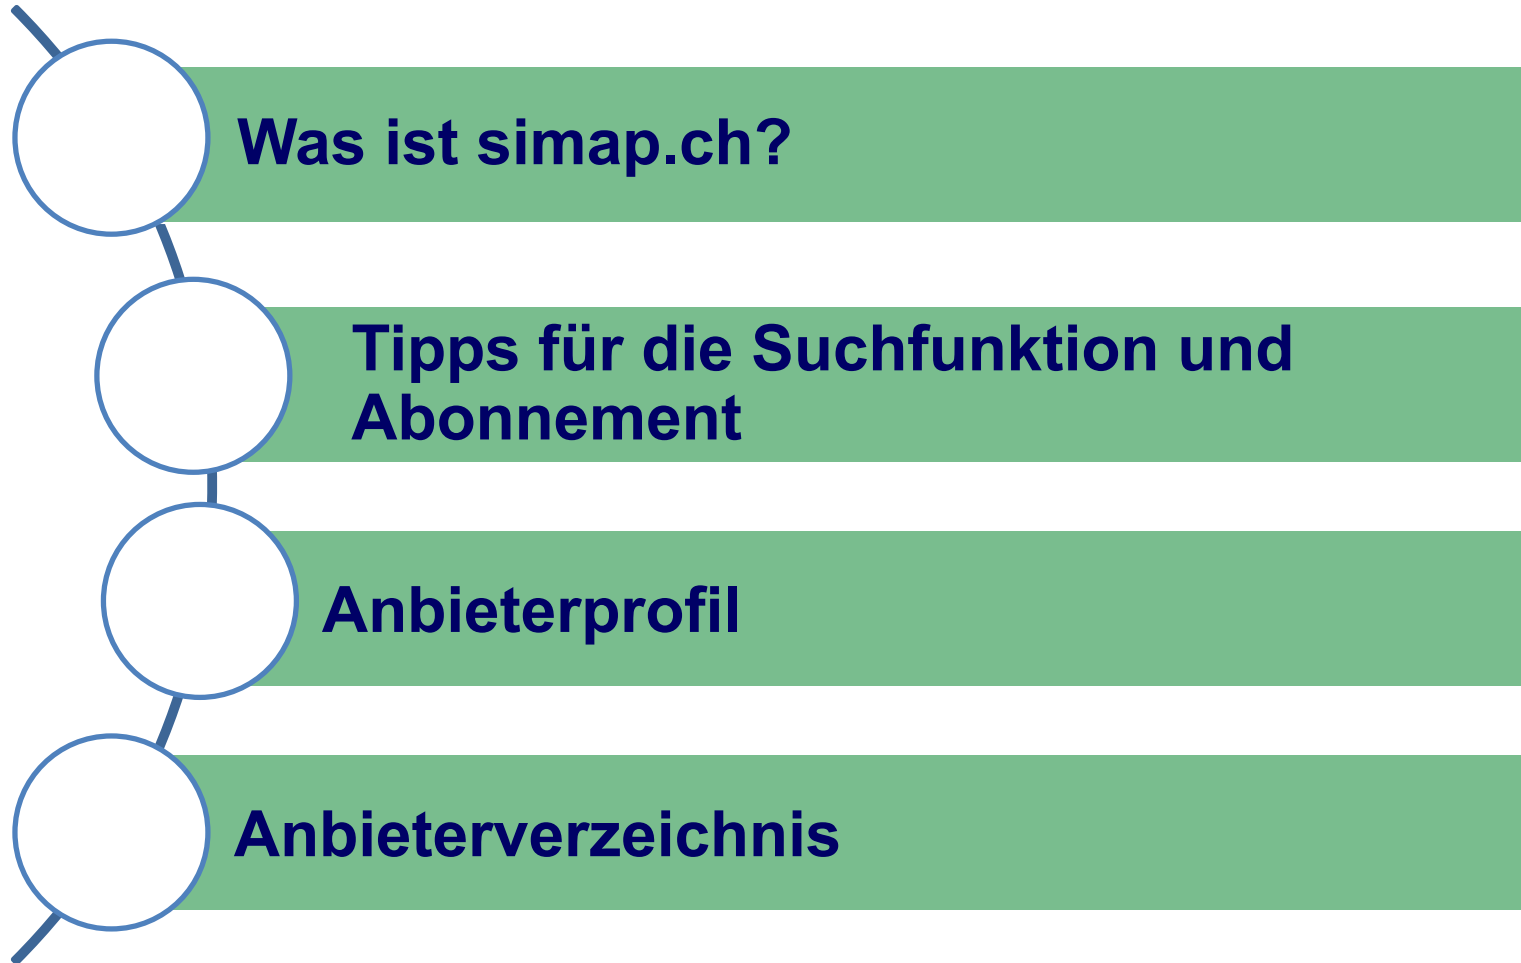 Was ist simap.ch?
Tipps für die Suchfunktion und
Abonnement
Anbieterprofil
Anbieterverzeichnis